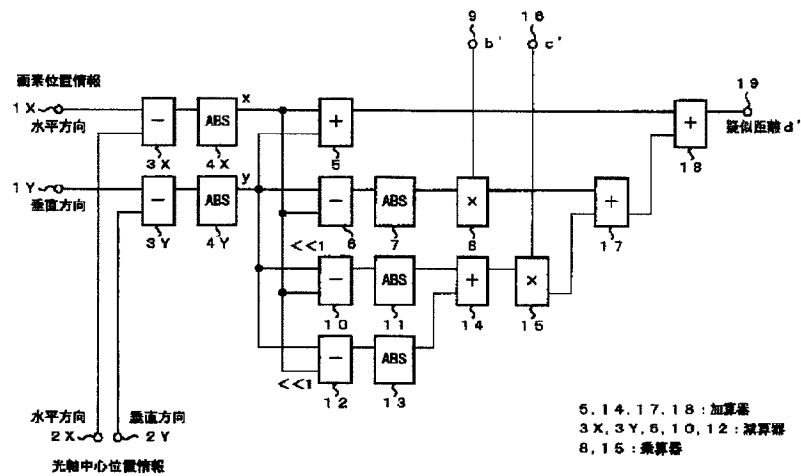 9
16
b'
c'
画素位置情報
1X
水平方向
−
ABS
x
+
+
19
疑似距離d'
3X
4X
5
18
1Y
垂直方向
−
ABS
y
−
ABS
×
+
3Y
4Y
<<1
6
7
8
17
−
ABS
+
×
10
11
14
15
−
ABS
<<1
12
13
水平方向
垂直方向
2X
2Y
光軸中心位置情報
5,14,17,18:加算器
3X,3Y,6,10,12:減算器
8,15:乗算器